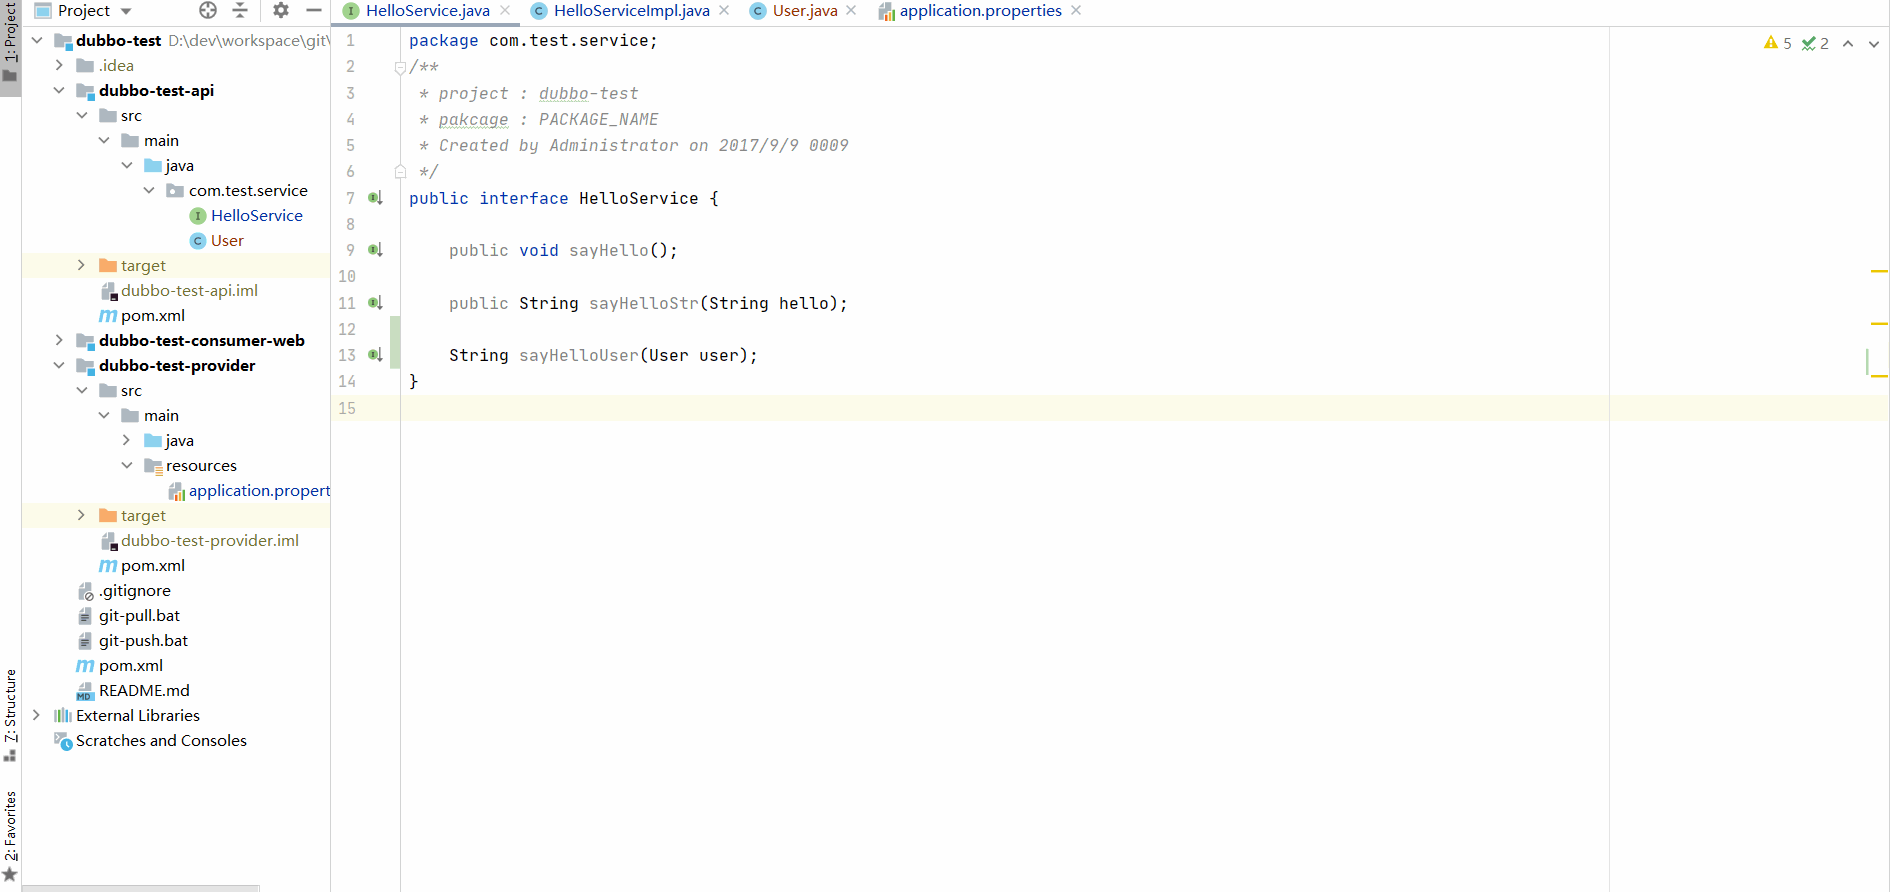 Project
HelloService.java
HelloServiceImpl.java
User.java
application.properties
1: Project
dubbo-test D:\dev\workspace\git\
.idea
dubbo-test-api
src
main
java
com.test.service
HelloService
User
target
dubbo-test-api.iml
pom.xml
dubbo-test-consumer-web
dubbo-test-provider
src
main
java
resources
application.propert
target
dubbo-test-provider.iml
pom.xml
.gitignore
git-pull.bat
git-push.bat
pom.xml
README.md
External Libraries
Scratches and Consoles
7: Structure
2: Favorites
1 package com.test.service;
2 /**
3 * project : dubbo-test
4 * pakcage : PACKAGE_NAME
5 * Created by Administrator on 2017/9/9 0009
6 */
7 public interface HelloService {
8
9 public void sayHello();
10
11 public String sayHelloStr(String hello);
12
13 String sayHelloUser(User user);
14 }
15
5 2